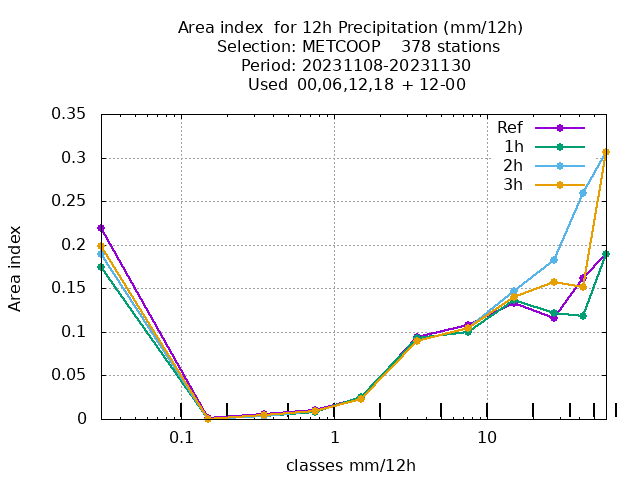 Area index  for 12h Precipitation (mm/12h)
Selection: METCOOP    378 stations
Period: 20231108-20231130
Used  00,06,12,18 + 12-00
0.35
0.3
0.25
0.2
0.15
0.1
0.05
0
Area index
Ref
1h
2h
3h
0.1
1
10
classes mm/12h